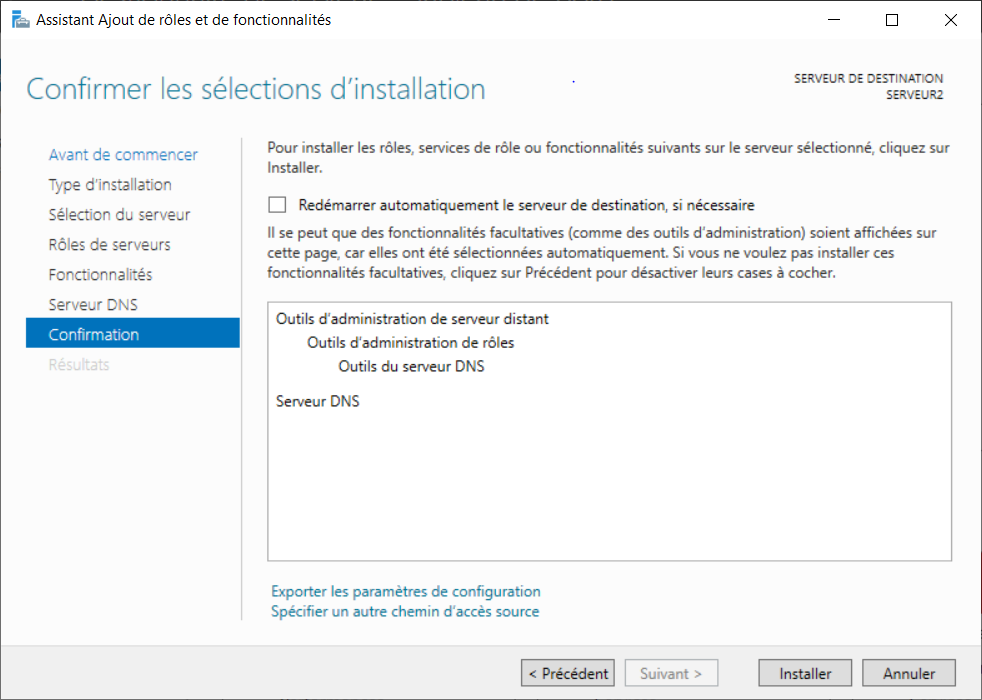 Assistant Ajout de rôles et de fonctionnalités
Confirmer les sélections d’installation
SERVEUR DE DESTINATION
SERVEUR2
Avant de commencer
Type d'installation
Sélection du serveur
Rôles de serveurs
Fonctionnalités
Serveur DNS
Confirmation
Résultats
Pour installer les rôles, services de rôle ou fonctionnalités suivants sur le serveur sélectionné, cliquez sur
Installer.
Redémarrer automatiquement le serveur de destination, si nécessaire
Il se peut que des fonctionnalités facultatives (comme des outils d’administration) soient affichées sur
cette page, car elles ont été sélectionnées automatiquement. Si vous ne voulez pas installer ces
fonctionnalités facultatives, cliquez sur Précédent pour désactiver leurs cases à cocher.
Outils d’administration de serveur distant
Outils d’administration de rôles
Outils du serveur DNS
Serveur DNS
Exporter les paramètres de configuration
Spécifier un autre chemin d’accès source
< Précédent
Suivant >
Installer
Annuler